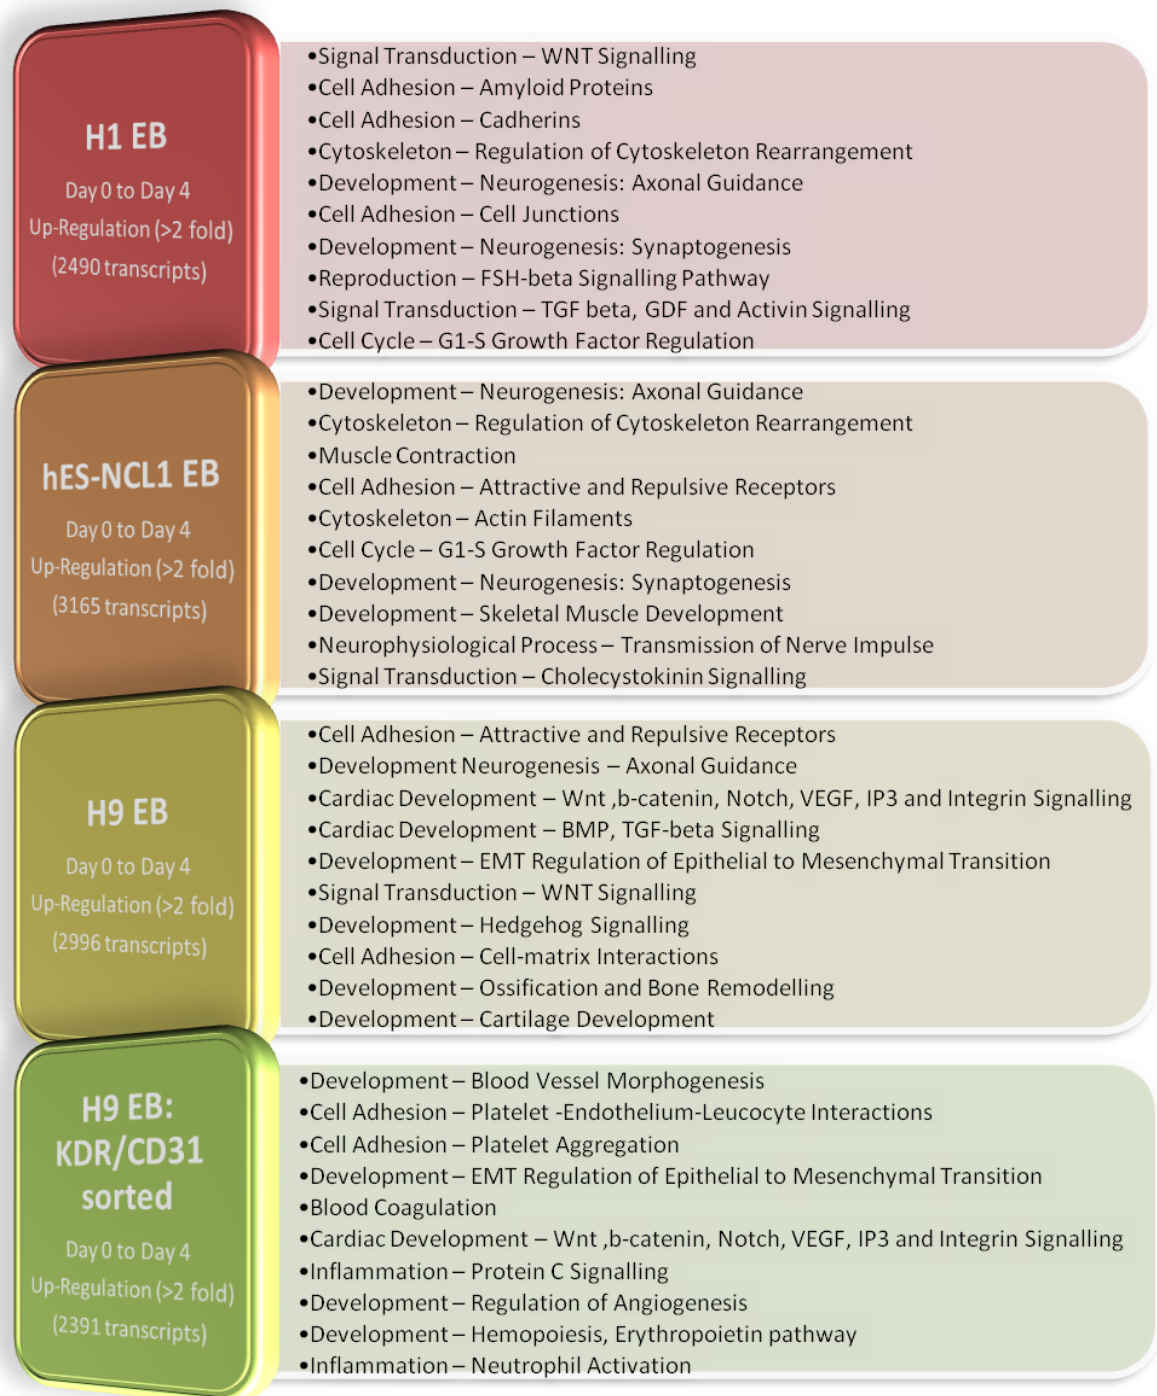 H1 EB
Day 0 to Day 4
Up-Regulation (>2 fold)
(2490 transcripts)
•Signal Transduction – WNT Signalling
•Cell Adhesion – Amyloid Proteins
•Cell Adhesion – Cadherins
•Cytoskeleton – Regulation of Cytoskeleton Rearrangement
•Development – Neurogenesis: Axonal Guidance
•Cell Adhesion – Cell Junctions
•Development – Neurogenesis: Synaptogenesis
•Reproduction – FSH-beta Signalling Pathway
•Signal Transduction – TGF beta, GDF and Activin Signalling
•Cell Cycle – G1-S Growth Factor Regulation
hES-NCL1 EB
Day 0 to Day 4
Up-Regulation (>2 fold)
(3165 transcripts)
•Development – Neurogenesis: Axonal Guidance
•Cytoskeleton – Regulation of Cytoskeleton Rearrangement
•Muscle Contraction
•Cell Adhesion – Attractive and Repulsive Receptors
•Cytoskeleton – Actin Filaments
•Cell Cycle – G1-S Growth Factor Regulation
•Development – Neurogenesis: Synaptogenesis
•Development – Skeletal Muscle Development
•Neurophysiological Process – Transmission of Nerve Impulse
•Signal Transduction – Cholecystokinin Signalling
H9 EB
Day 0 to Day 4
Up-Regulation (>2 fold)
(2996 transcripts)
•Cell Adhesion – Attractive and Repulsive Receptors
•Development Neurogenesis – Axonal Guidance
•Cardiac Development – Wnt ,b-catenin, Notch, VEGF, IP3 and Integrin Signalling
•Cardiac Development – BMP, TGF-beta Signalling
•Development – EMT Regulation of Epithelial to Mesenchymal Transition
•Signal Transduction – WNT Signalling
•Development – Hedgehog Signalling
•Cell Adhesion – Cell-matrix Interactions
•Development – Ossification and Bone Remodelling
•Development – Cartilage Development
H9 EB:
KDR/CD31
sorted
Day 0 to Day 4
Up-Regulation (>2 fold)
(2391 transcripts)
•Development – Blood Vessel Morphogenesis
•Cell Adhesion – Platelet -Endothelium-Leucocyte Interactions
•Cell Adhesion – Platelet Aggregation
•Development – EMT Regulation of Epithelial to Mesenchymal Transition
•Blood Coagulation
•Cardiac Development – Wnt ,b-catenin, Notch, VEGF, IP3 and Integrin Signalling
•Inflammation – Protein C Signalling
•Development – Regulation of Angiogenesis
•Development – Hemopoiesis, Erythropoietin pathway
•Inflammation – Neutrophil Activation